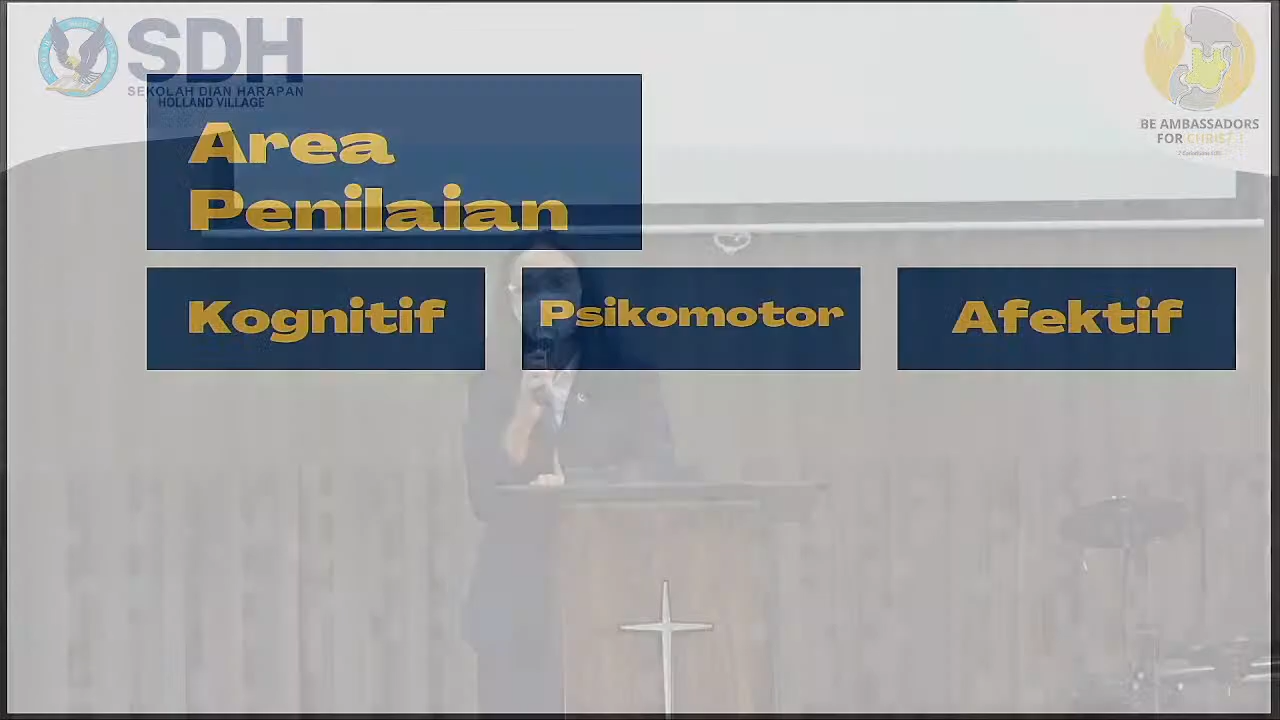 SDH
SEKOLAH DIAN HARAPAN
HOLLAND VILLAGE
BE AMBASSADORS
FOR CHRIST !
Area
Penilaian
Kognitif
Psikomotor
Afektif